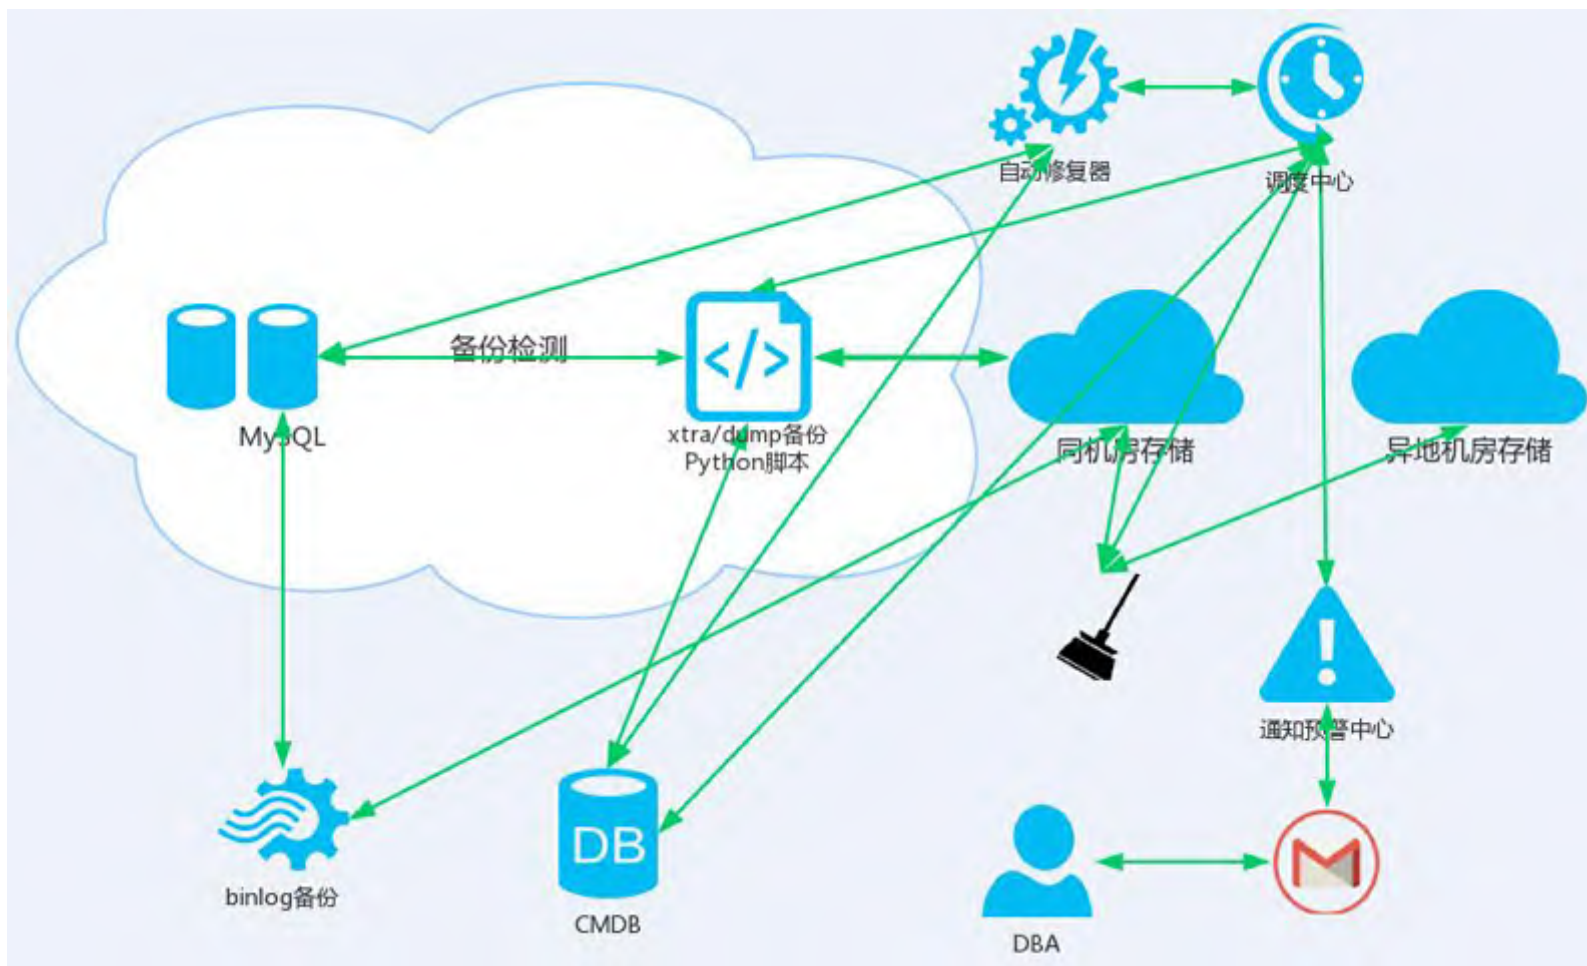 自动修复器
调度中心
备份检测
</>
MySQL
xtra/dump备份
Python脚本
同机房存储
异地机房存储
!
通知预警中心
binlog备份
DB
CMDB
DBA